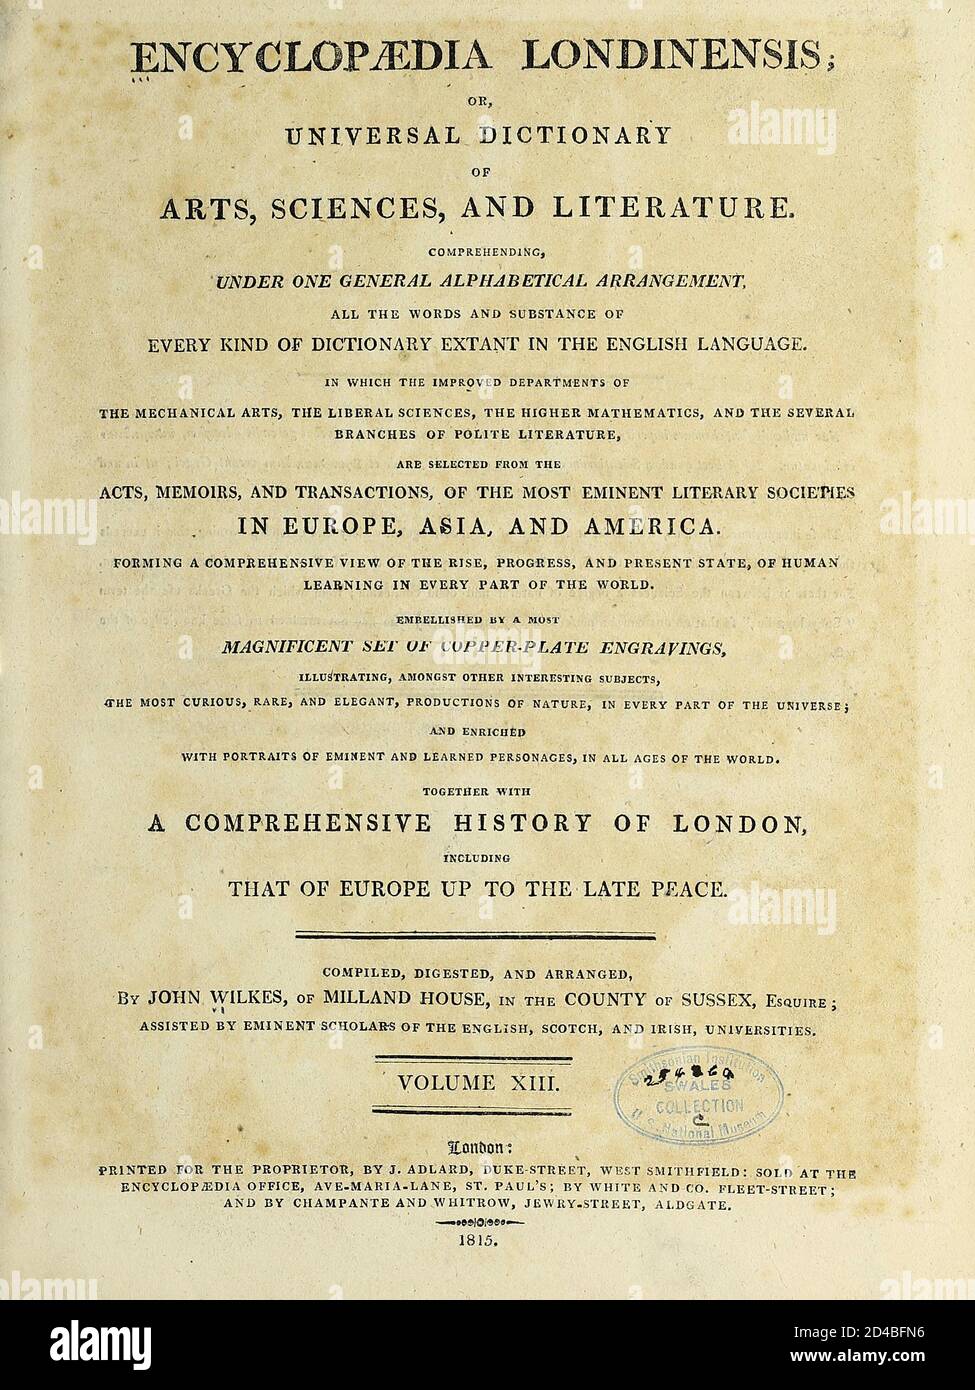 ENCYCLOPÆDIA LONDINENSIS;
OR,
UNIVERSAL DICTIONARY
OF
ARTS, SCIENCES, AND LITERATURE.
COMPREHENDING,
UNDER ONE GENERAL ALPHABETICAL ARRANGEMENT,
ALL THE WORDS AND SUBSTANCE OF
EVERY KIND OF DICTIONARY EXTANT IN THE ENGLISH LANGUAGE.
IN WHICH THE IMPROVED DEPARTMENTS OF
THE MECHANICAL ARTS, THE LIBERAL SCIENCES, THE HIGHER MATHEMATICS, AND THE SEVERAL
BRANCHES OF POLITE LITERATURE,
ARE SELECTED FROM THE
ACTS, MEMOIRS, AND TRANSACTIONS, OF THE MOST EMINENT LITERARY SOCIETIES
IN EUROPE, ASIA, AND AMERICA.
FORMING A COMPREHENSIVE VIEW OF THE RISE, PROGRESS, AND PRESENT STATE, OF HUMAN
LEARNING IN EVERY PART OF THE WORLD.
EMBELLISHED BY A MOST
MAGNIFICENT SET OF COPPER-PLATE ENGRAVINGS,
ILLUSTRATING, AMONGST OTHER INTERESTING SUBJECTS,
THE MOST CURIOUS, RARE, AND ELEGANT, PRODUCTIONS OF NATURE, IN EVERY PART OF THE UNIVERSE;
AND ENRICHED
WITH PORTRAITS OF EMINENT AND LEARNED PERSONAGES, IN ALL AGES OF THE WORLD.
TOGETHER WITH
A COMPREHENSIVE HISTORY OF LONDON,
INCLUDING
THAT OF EUROPE UP TO THE LATE PEACE.
COMPILED, DIGESTED, AND ARRANGED,
BY JOHN WILKES, OF MILLAND HOUSE, IN THE COUNTY OF SUSSEX, ESQUIRE;
ASSISTED BY EMINENT SCHOLARS OF THE ENGLISH, SCOTCH, AND IRISH, UNIVERSITIES.
VOLUME XIII.
Smithsonian Institution
SWALES
COLLECTION
U.S. National Museum
London:
PRINTED FOR THE PROPRIETOR, BY J. ADLARD, DUKE-STREET, WEST SMITHFIELD: SOLD AT THE
ENCYCLOPÆDIA OFFICE, AVE-MARIA-LANE, ST. PAUL'S; BY WHITE AND CO. FLEET-STREET;
AND BY CHAMPANTE AND WHITROW, JEWRY-STREET, ALDGATE.
1815.
alamy
Image ID: 2D4BFN6
www.alamy.com